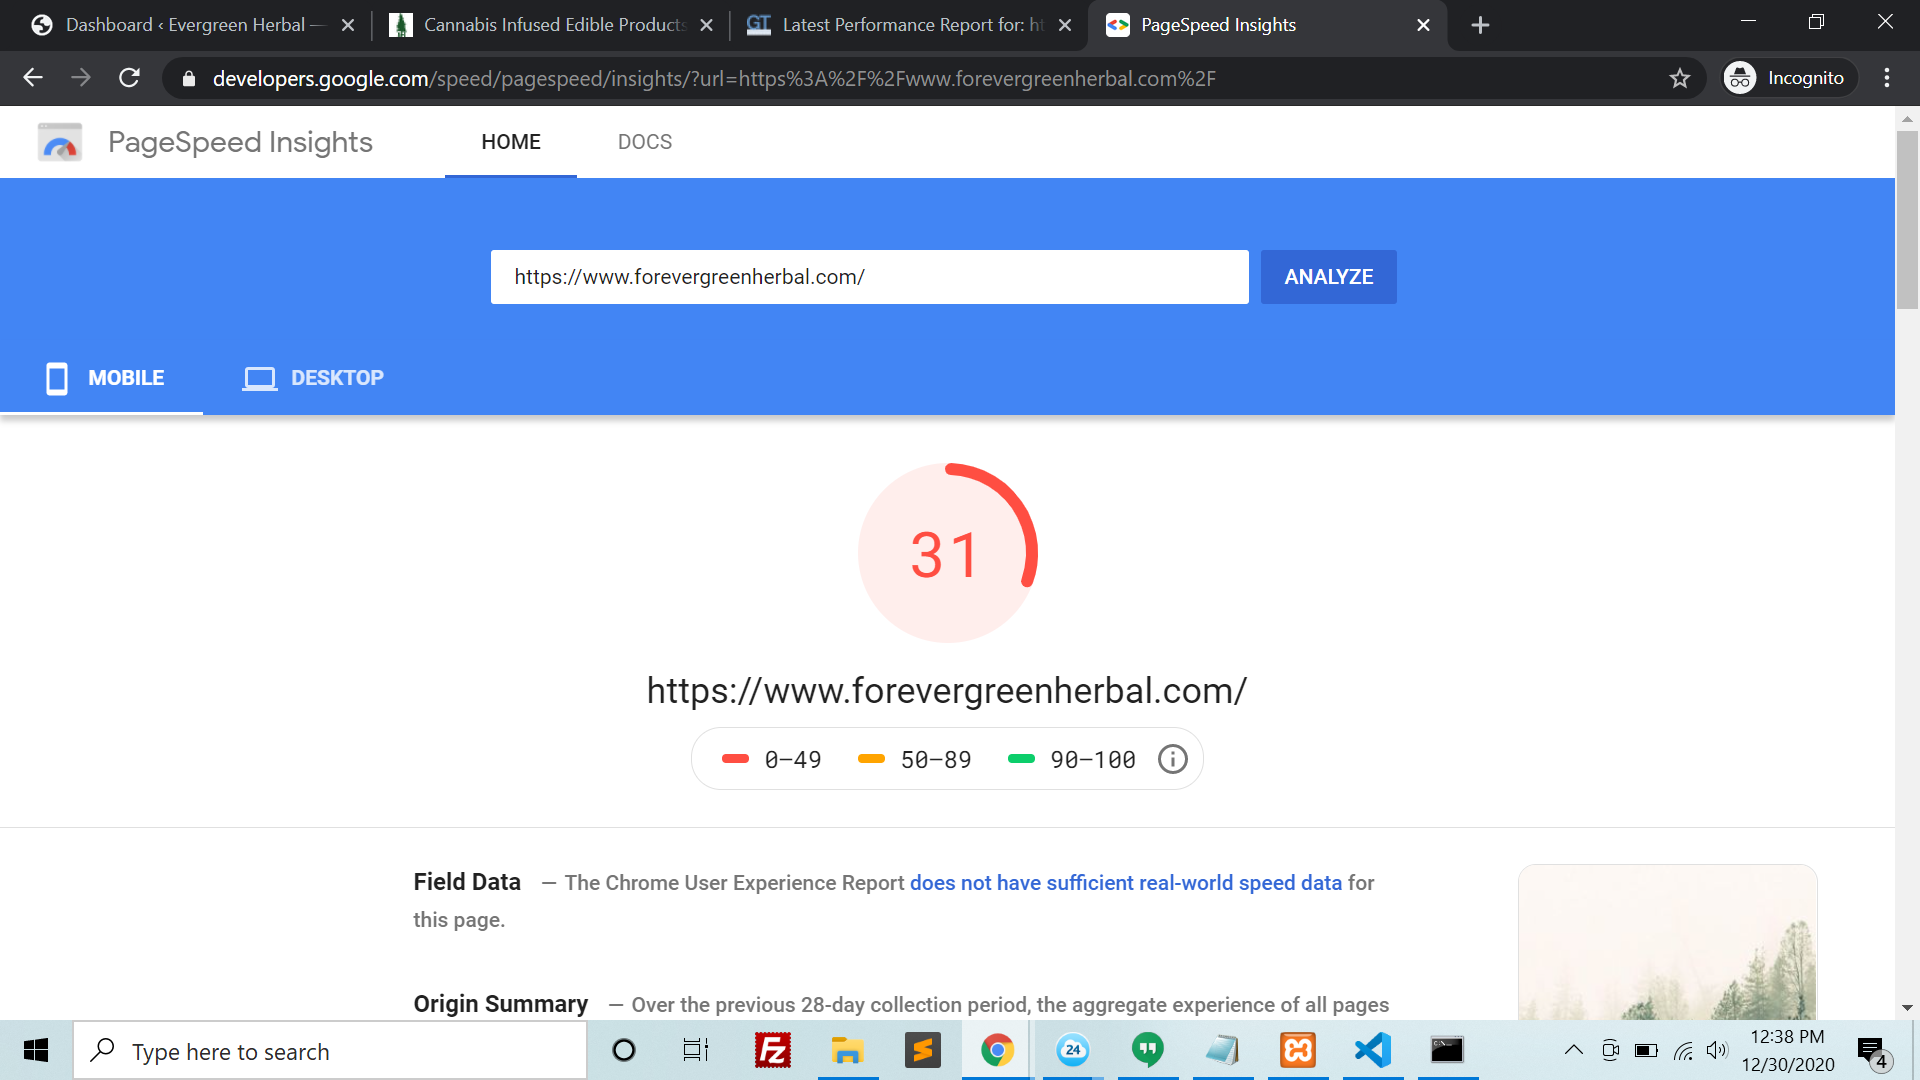 Dashboard ‹ Evergreen Herbal —
Cannabis Infused Edible Products
GT
Latest Performance Report for: ht
PageSpeed Insights
developers.google.com/speed/pagespeed/insights/?url=https%3A%2F%2Fwww.forevergreenherbal.com%2F
Incognito
PageSpeed Insights
HOME
DOCS
https://www.forevergreenherbal.com/
ANALYZE
MOBILE
DESKTOP
31
https://www.forevergreenherbal.com/
0–49
50–89
90–100
Field Data — The Chrome User Experience Report does not have sufficient real-world speed data for
this page.
Origin Summary — Over the previous 28-day collection period, the aggregate experience of all pages
Type here to search
Fz
24
12:38 PM
12/30/2020
4